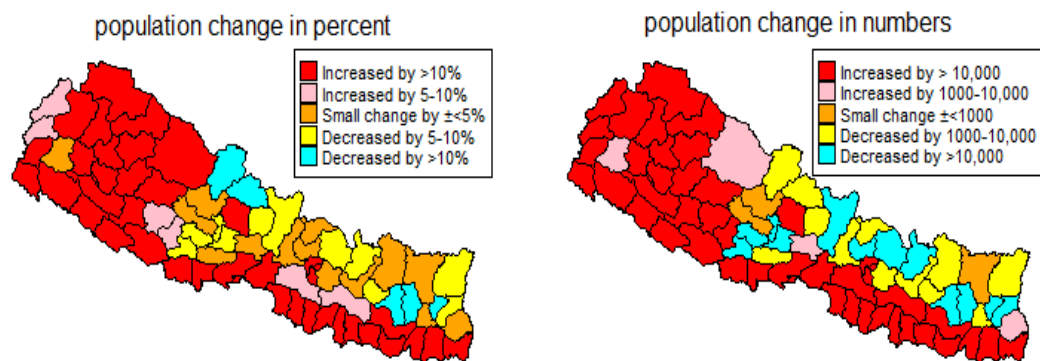 population change in percent
Increased by >10%
Increased by 5-10%
Small change by ±<5%
Decreased by 5-10%
Decreased by >10%
population change in numbers
Increased by > 10,000
Increased by 1000-10,000
Small change ±<1000
Decreased by 1000-10,000
Decreased by >10,000